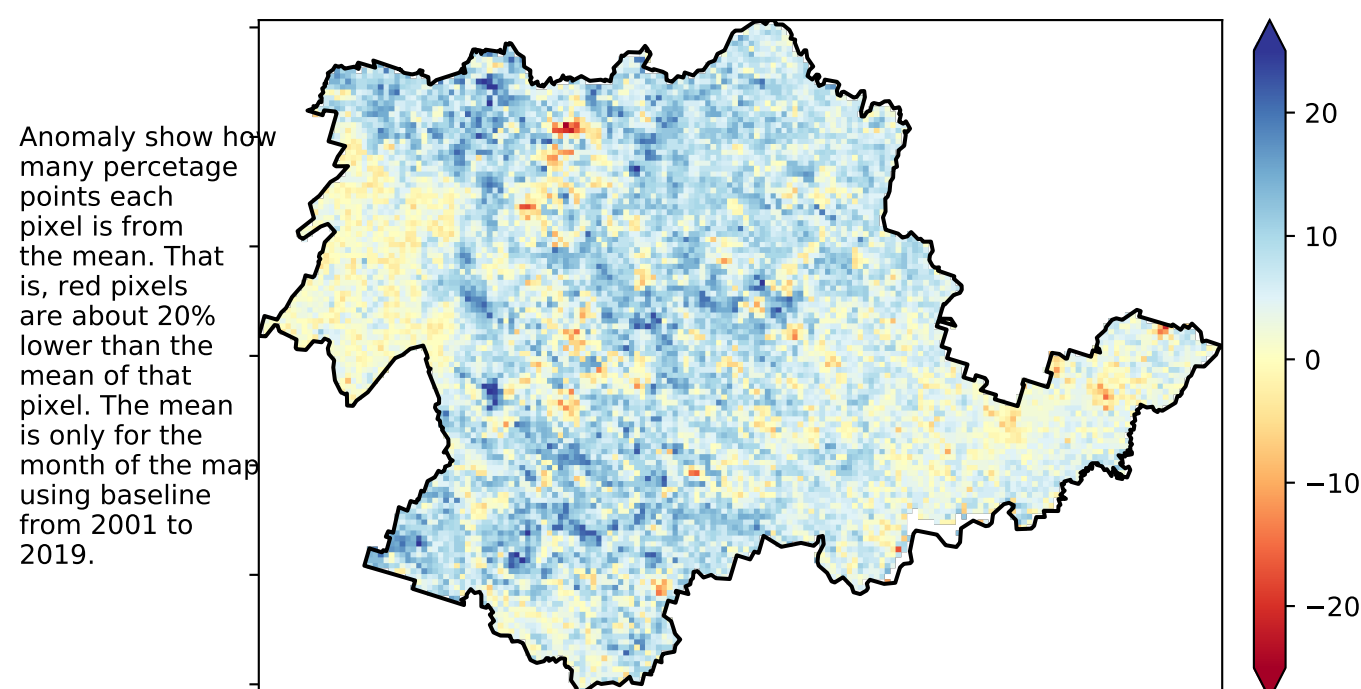 Anomaly show how
many percetage
points each
pixel is from
the mean. That
is, red pixels
are about 20%
lower than the
mean of that
pixel. The mean
is only for the
month of the map
using baseline
from 2001 to
2019.
20
10
0
−10
−20